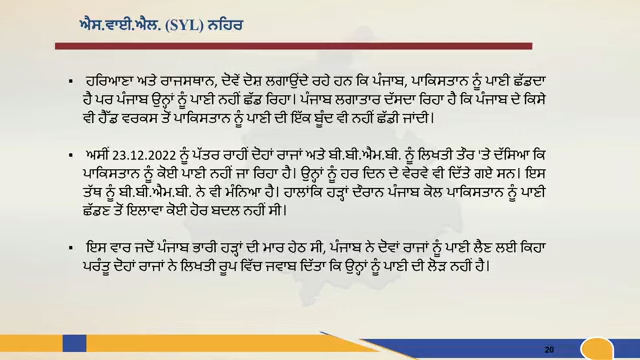 ਐਸ.ਵਾਈ.ਐਲ. (SYL) ਨਹਿਰ
▪ ਹਰਿਆਣਾ ਅਤੇ ਰਾਜਸਥਾਨ, ਦੋਵੇਂ ਦੋਸ਼ ਲਗਾਉਂਦੇ ਰਹੇ ਹਨ ਕਿ ਪੰਜਾਬ, ਪਾਕਿਸਤਾਨ ਨੂੰ ਪਾਣੀ ਛੱਡਦਾ
ਹੈ ਪਰ ਪੰਜਾਬ ਉਨ੍ਹਾਂ ਨੂੰ ਪਾਣੀ ਨਹੀਂ ਛੱਡ ਰਿਹਾ। ਪੰਜਾਬ ਲਗਾਤਾਰ ਦੱਸਦਾ ਰਿਹਾ ਹੈ ਕਿ ਪੰਜਾਬ ਦੇ ਕਿਸੇ
ਵੀ ਹੈੱਡ ਵਰਕਸ ਤੋਂ ਪਾਕਿਸਤਾਨ ਨੂੰ ਪਾਣੀ ਦੀ ਇੱਕ ਬੂੰਦ ਵੀ ਨਹੀਂ ਛੱਡੀ ਜਾਂਦੀ।
▪ ਅਸੀਂ 23.12.2022 ਨੂੰ ਪੱਤਰ ਰਾਹੀਂ ਦੋਹਾਂ ਰਾਜਾਂ ਅਤੇ ਬੀ.ਬੀ.ਐਮ.ਬੀ. ਨੂੰ ਲਿਖਤੀ ਤੌਰ 'ਤੇ ਦੱਸਿਆ ਕਿ
ਪਾਕਿਸਤਾਨ ਨੂੰ ਕੋਈ ਪਾਣੀ ਨਹੀਂ ਜਾ ਰਿਹਾ ਹੈ। ਉਨ੍ਹਾਂ ਨੂੰ ਹਰ ਦਿਨ ਦੇ ਵੇਰਵੇ ਵੀ ਦਿੱਤੇ ਗਏ ਸਨ। ਇਸ
ਤੱਥ ਨੂੰ ਬੀ.ਬੀ.ਐਮ.ਬੀ. ਨੇ ਵੀ ਮੰਨਿਆ ਹੈ। ਹਾਲਾਂਕਿ ਹੜ੍ਹਾਂ ਦੌਰਾਨ ਪੰਜਾਬ ਕੋਲ ਪਾਕਿਸਤਾਨ ਨੂੰ ਪਾਣੀ
ਛੱਡਣ ਤੋਂ ਇਲਾਵਾ ਕੋਈ ਹੋਰ ਬਦਲ ਨਹੀਂ ਸੀ।
▪ ਇਸ ਵਾਰ ਜਦੋਂ ਪੰਜਾਬ ਭਾਰੀ ਹੜ੍ਹਾਂ ਦੀ ਮਾਰ ਹੇਠ ਸੀ, ਪੰਜਾਬ ਨੇ ਦੋਵਾਂ ਰਾਜਾਂ ਨੂੰ ਪਾਣੀ ਲੈਣ ਲਈ ਕਿਹਾ
ਪਰੰਤੂ ਦੋਹਾਂ ਰਾਜਾਂ ਨੇ ਲਿਖਤੀ ਰੂਪ ਵਿੱਚ ਜਵਾਬ ਦਿੱਤਾ ਕਿ ਉਨ੍ਹਾਂ ਨੂੰ ਪਾਣੀ ਦੀ ਲੋੜ ਨਹੀਂ ਹੈ।
20